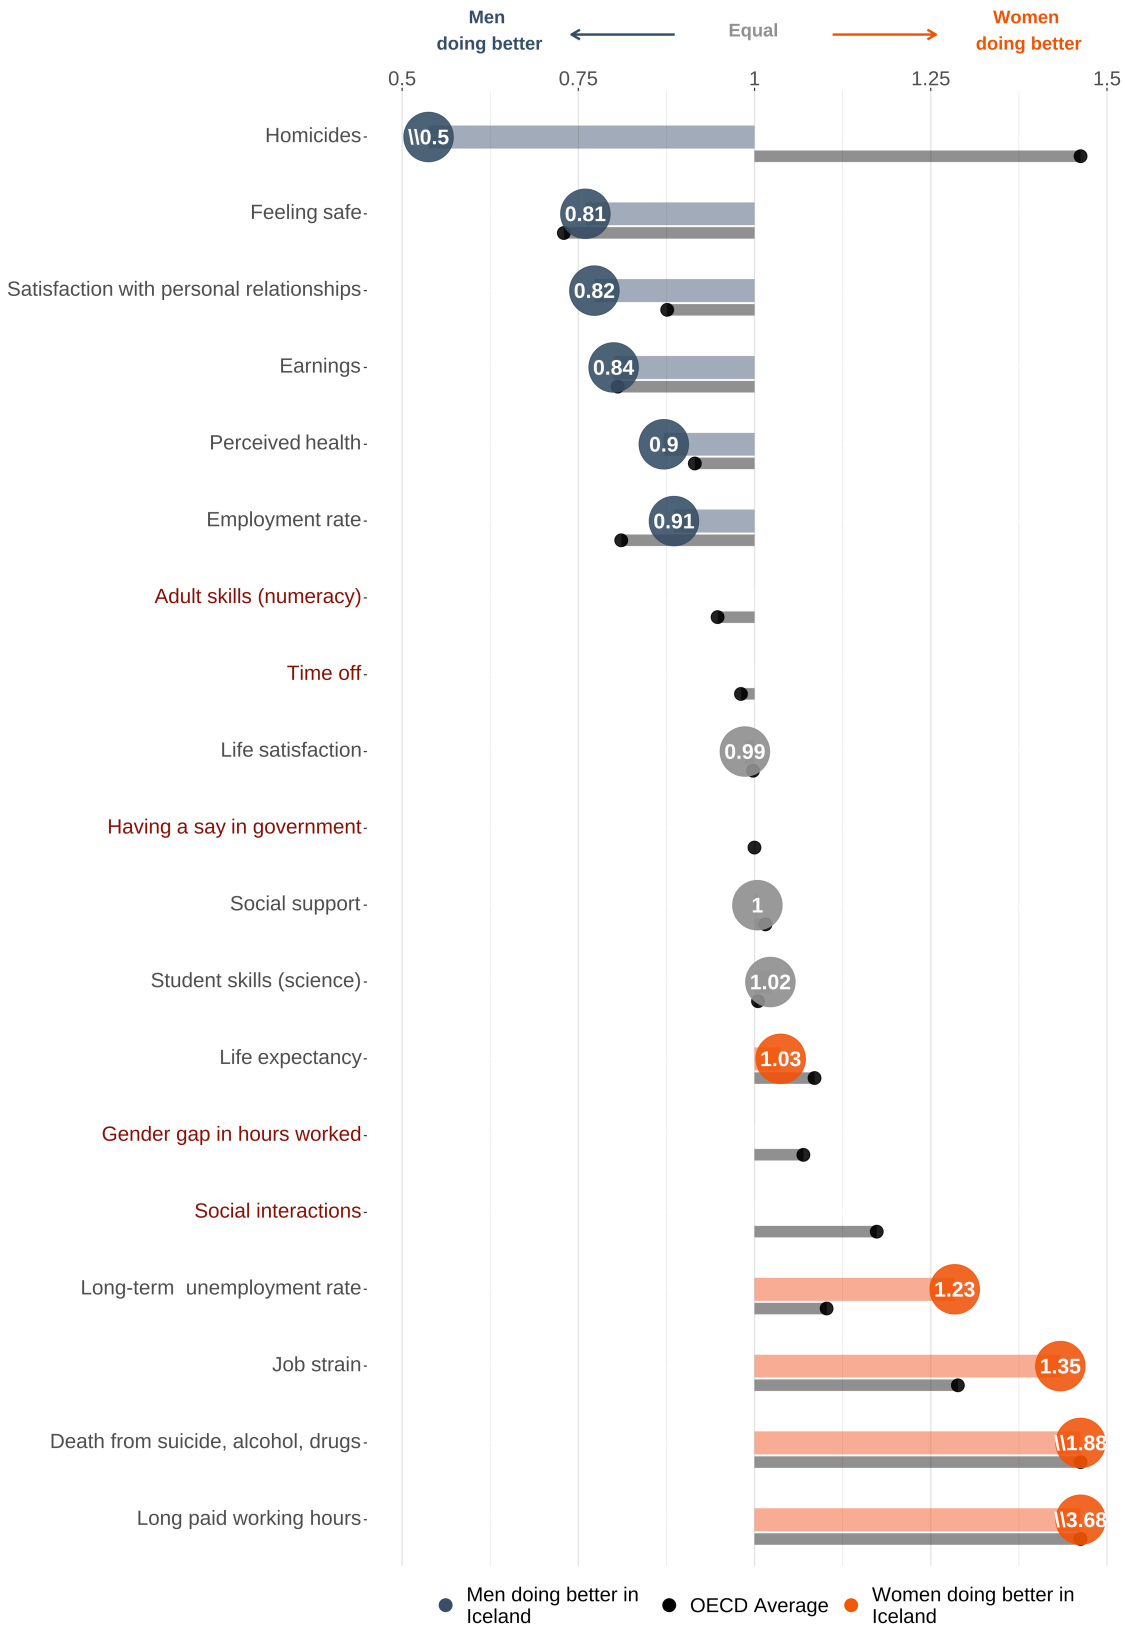 Men
doing better
Equal
Women
doing better
0.5 0.75 1 1.25 1.5
Homicides
\\0.5
Feeling safe
0.81
Satisfaction with personal relationships
0.82
Earnings
0.84
Perceived health
0.9
Employment rate
0.91
Adult skills (numeracy)
Time off
Life satisfaction
0.99
Having a say in government
Social support
1
Student skills (science)
1.02
Life expectancy
1.03
Gender gap in hours worked
Social interactions
Long-term  unemployment rate
1.23
Job strain
1.35
Death from suicide, alcohol, drugs
\\1.88
Long paid working hours
\\3.68
Men doing better in
Iceland
OECD Average
Women doing better in
Iceland